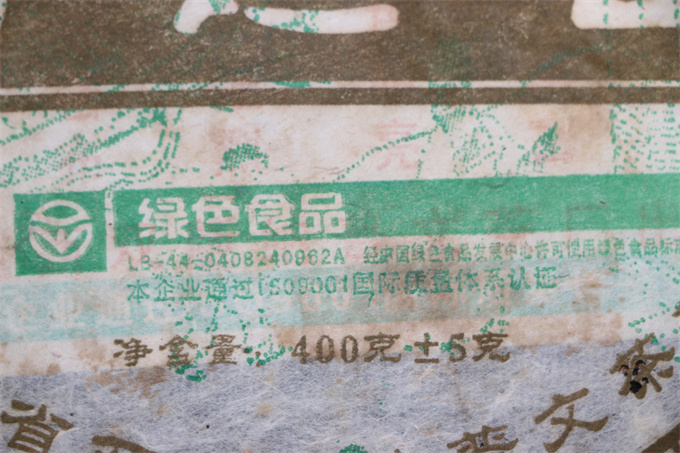 绿色食品
LB-44-0408240962A 经中国绿色食品发展中心许可使用绿色食品标
本企业通过ISO9001国际质量体系认证
净含量：400克±5克
省